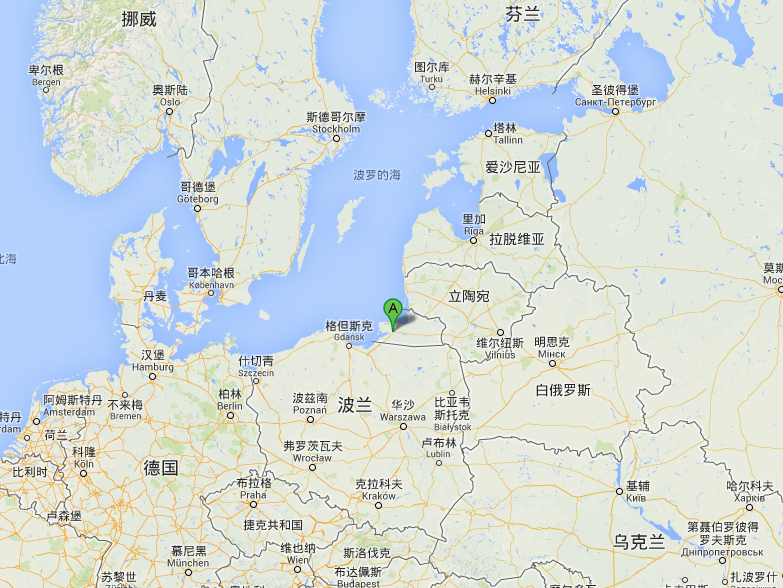 挪威
芬兰
卑尔根
Bergen
奥斯陆
Oslo
图尔库
Turku
赫尔辛基
Helsinki
圣彼得堡
Санкт-Петербург
斯德哥尔摩
Stockholm
塔林
Tallinn
爱沙尼亚
波罗的海
哥德堡
Göteborg
里加
Rīga
拉脱维亚
北海
哥本哈根
København
丹麦
立陶宛
莫斯
Мос
A
格但斯克
Gdańsk
维尔纽斯
Vilnius
明思克
Мінск
汉堡
Hamburg
什切青
Szczecin
白俄罗斯
阿姆斯特丹
Amsterdam
不来梅
Bremen
柏林
Berlin
波兹南
Poznań
波兰
华沙
Warszawa
比亚韦
斯托克
Białystok
特丹
rdam
荷兰
科隆
Köln
德国
弗罗茨瓦夫
Wrocław
卢布林
Lublin
比利时
布拉格
Praha
克拉科夫
Kraków
基辅
Київ
哈尔科夫
Харків
卢森堡
捷克共和国
第聂伯罗彼得
罗夫斯克
Дніпропетровськ
乌克兰
慕尼黑
München
维也纳
Wien
斯洛伐克
苏黎世
布达佩斯
Budapest
扎波罗什